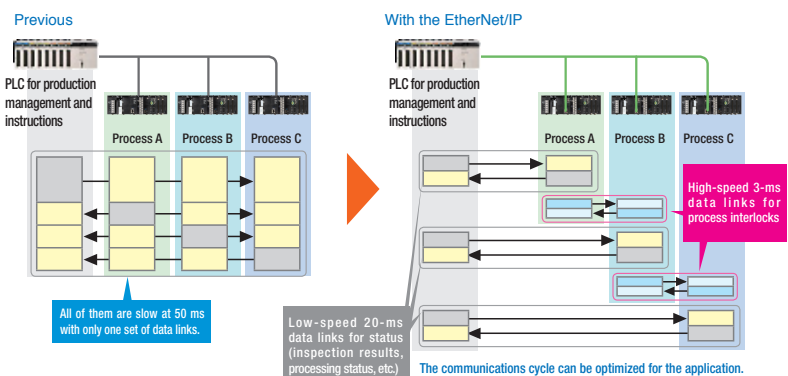 Previous
PLC for production
management and
instructions
Process A
Process B
Process C
All of them are slow at 50 ms
with only one set of data links.
With the EtherNet/IP
PLC for production
management and
instructions
Process A
Process B
Process C
High-speed 3-ms
data links for
process interlocks
Low-speed 20-ms
data links for status
(inspection results,
processing status, etc.)
The communications cycle can be optimized for the application.